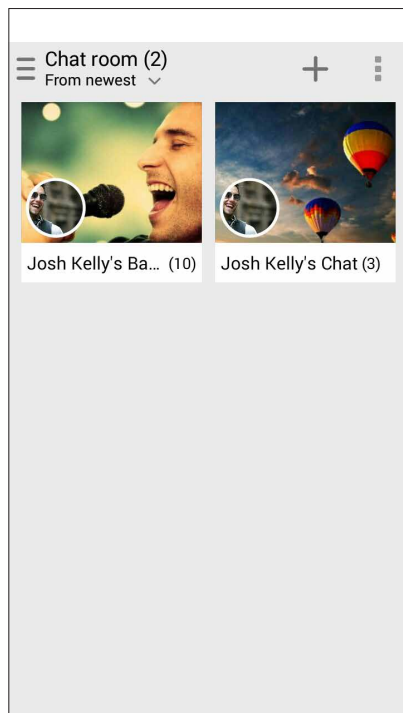 Chat room (2)
From newest
Josh Kelly's Ba... (10)
Josh Kelly's Chat (3)